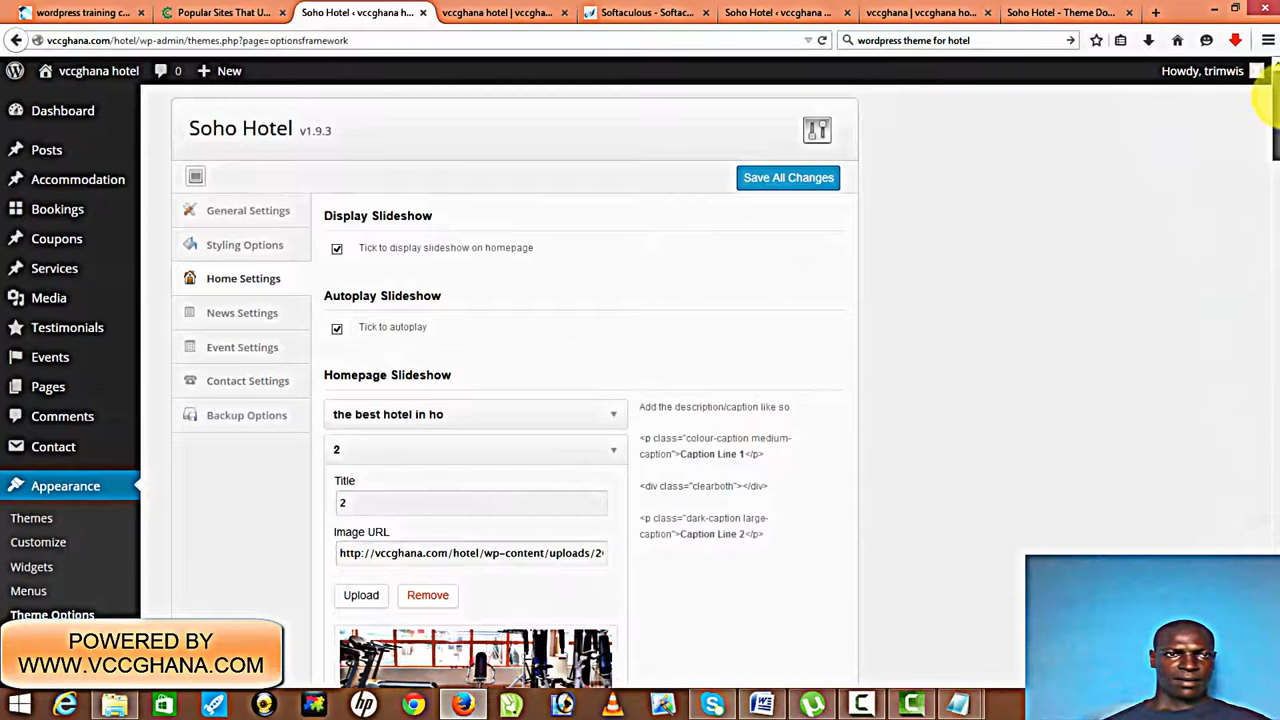 wordpress training c...
Popular Sites That U...
Soho Hotel ‹ vccghana h...
vccghana hotel | vccgha...
Softaculous - Softac...
Soho Hotel ‹ vccghana ...
vccghana | vccghana ho...
Soho Hotel - Theme Do...
vccghana.com/hotel/wp-admin/themes.php?page=optionsframework
wordpress theme for hotel
vccghana hotel
0
New
Howdy, trimwis
Dashboard
Posts
Accommodation
Bookings
Coupons
Services
Media
Testimonials
Events
Pages
Comments
Contact
Appearance
Themes
Customize
Widgets
Menus
Theme Options
Soho Hotel v1.9.3
Save All Changes
General Settings
Styling Options
Home Settings
News Settings
Event Settings
Contact Settings
Backup Options
Display Slideshow
Tick to display slideshow on homepage
Autoplay Slideshow
Tick to autoplay
Homepage Slideshow
the best hotel in ho
2
Title
2
Image URL
http://vccghana.com/hotel/wp-content/uploads/2
Upload
Remove
Add the description/caption like so
<p class="colour-caption medium-
caption">Caption Line 1</p>
<div class="clearboth"></div>
<p class="dark-caption large-
caption">Caption Line 2</p>
POWERED BY
WWW.VCCGHANA.COM